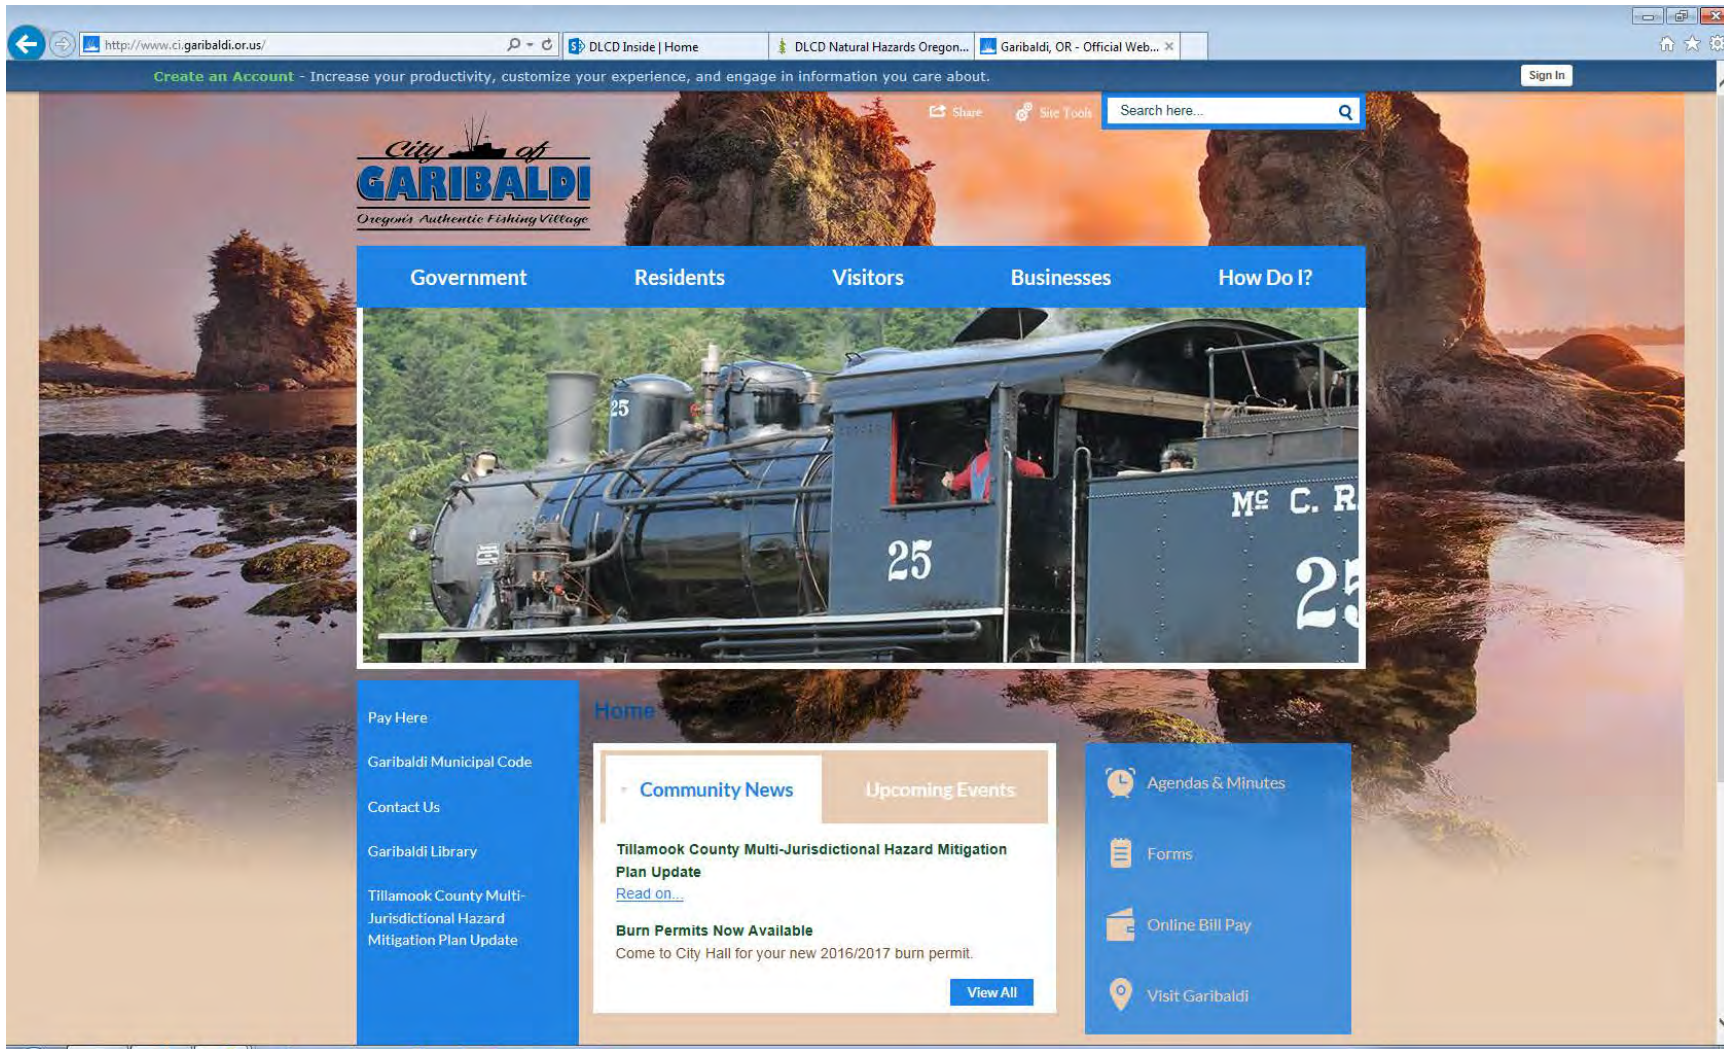 http://www.ci.garibaldi.or.us/
DLCD Inside | Home
DLCD Natural Hazards Oregon...
Garibaldi, OR - Official Web...
Create an Account - Increase your productivity, customize your experience, and engage in information you care about.
Sign In
Share
Site Tools
Search here...
City of
GARIBALDI
Oregon's Authentic Fishing Village
Government
Residents
Visitors
Businesses
How Do I?
25
25
Mc C. R.
25
Pay Here
Garibaldi Municipal Code
Contact Us
Garibaldi Library
Tillamook County Multi-
Jurisdictional Hazard
Mitigation Plan Update
Home
Community News
Upcoming Events
Tillamook County Multi-Jurisdictional Hazard Mitigation
Plan Update
Read on...
Burn Permits Now Available
Come to City Hall for your new 2016/2017 burn permit.
View All
Agendas & Minutes
Forms
Online Bill Pay
Visit Garibaldi